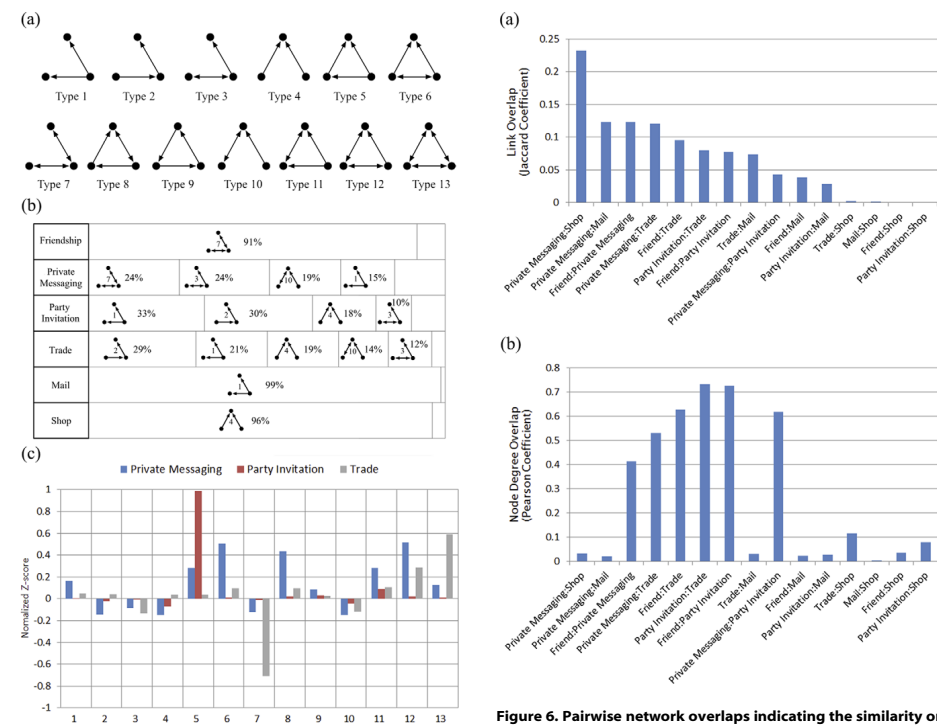 (a)
Type 1 Type 2 Type 3 Type 4 Type 5 Type 6
Type 7 Type 8 Type 9 Type 10 Type 11 Type 12 Type 13
(b)
Friendship 7 91%
Private Messaging 7 24% 3 24% 10 19% 1 15%
Party Invitation 1 33% 2 30% 4 18% 3 10%
Trade 2 29% 1 21% 4 19% 10 14% 3 12%
Mail 1 99%
Shop 4 96%
(c)
Private Messaging Party Invitation Trade
Nomalized Z-score
1
0.8
0.6
0.4
0.2
0
-0.2
-0.4
-0.6
-0.8
-1
1 2 3 4 5 6 7 8 9 10 11 12 13
(a)
Link Overlap
(Jaccard Coefficient)
0.25
0.2
0.15
0.1
0.05
0
Private Messaging:Shop
Private Messaging:Mail
Friend:Private Messaging
Private Messaging:Trade
Friend:Trade
Party Invitation:Trade
Friend:Party Invitation
Trade:Mail
Private Messaging:Party Invitation
Friend:Mail
Party Invitation:Mail
Trade:Shop
Mail:Shop
Friend:Shop
Party Invitation:Shop
(b)
Node Degree Overlap
(Pearson Coefficient)
0.8
0.7
0.6
0.5
0.4
0.3
0.2
0.1
0
Private Messaging:Shop
Private Messaging:Mail
Friend:Private Messaging
Private Messaging:Trade
Friend:Trade
Party Invitation:Trade
Friend:Party Invitation
Trade:Mail
Private Messaging:Party Invitation
Friend:Mail
Party Invitation:Mail
Trade:Shop
Mail:Shop
Friend:Shop
Party Invitation:Shop
Figure 6. Pairwise network overlaps indicating the similarity or